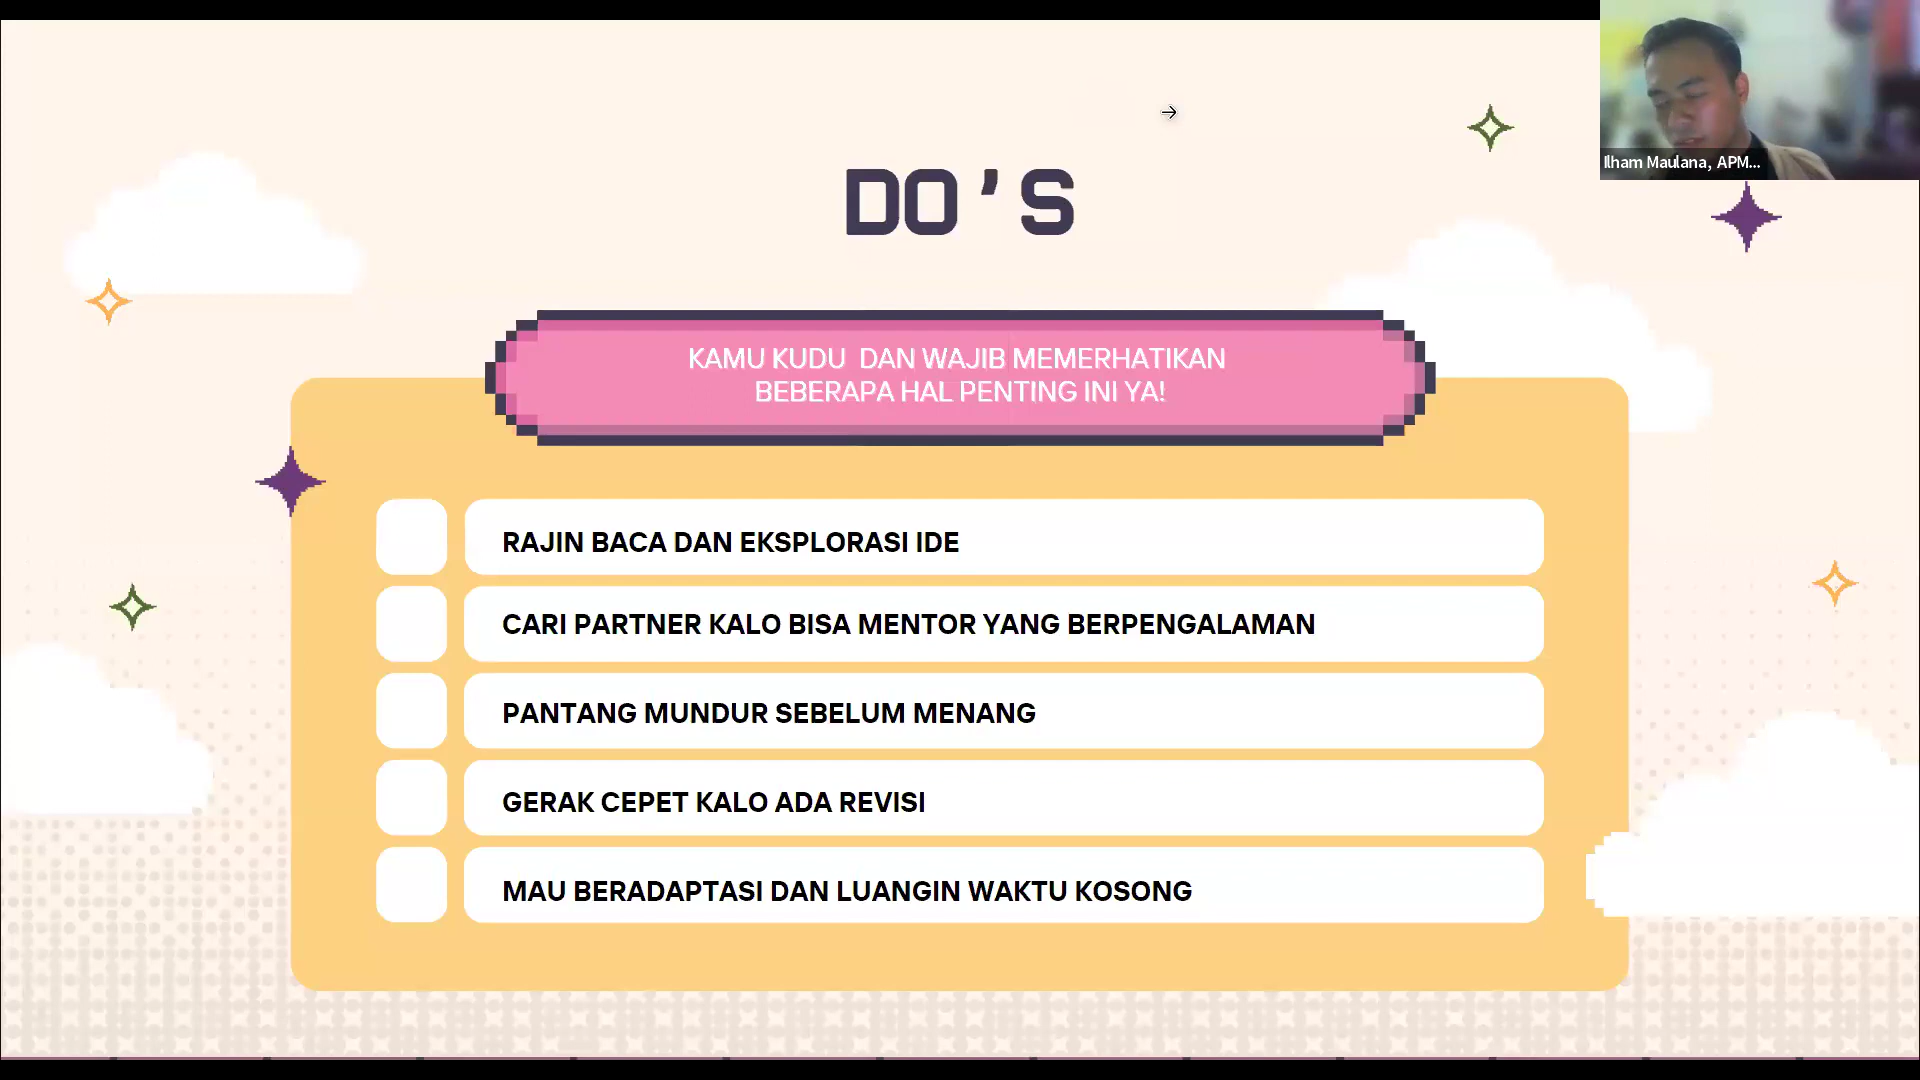 DO'S
Ilham Maulana, APM...
KAMU KUDU  DAN WAJIB MEMERHATIKAN
BEBERAPA HAL PENTING INI YA!
RAJIN BACA DAN EKSPLORASI IDE
CARI PARTNER KALO BISA MENTOR YANG BERPENGALAMAN
PANTANG MUNDUR SEBELUM MENANG
GERAK CEPET KALO ADA REVISI
MAU BERADAPTASI DAN LUANGIN WAKTU KOSONG